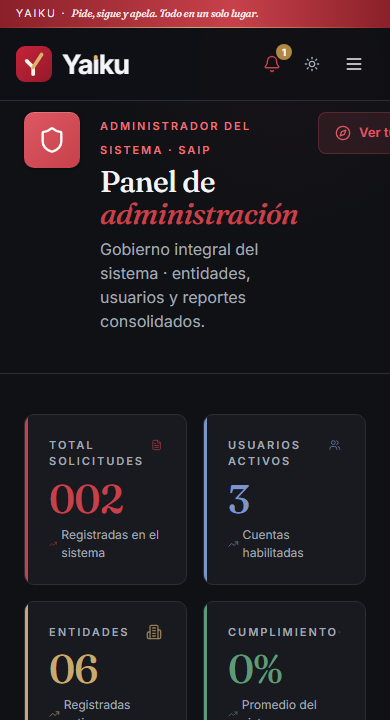 YAIKU · Pide, sigue y apela. Todo en un solo lugar.
Yaiku
1
ADMINISTRADOR DEL
SISTEMA · SAIP
Ver t
Panel de
administración
Gobierno integral del
sistema · entidades,
usuarios y reportes
consolidados.
TOTAL
SOLICITUDES
002
Registradas en el
sistema
USUARIOS
ACTIVOS
3
Cuentas
habilitadas
ENTIDADES
06
Registradas
CUMPLIMIENTO
0%
Promedio del